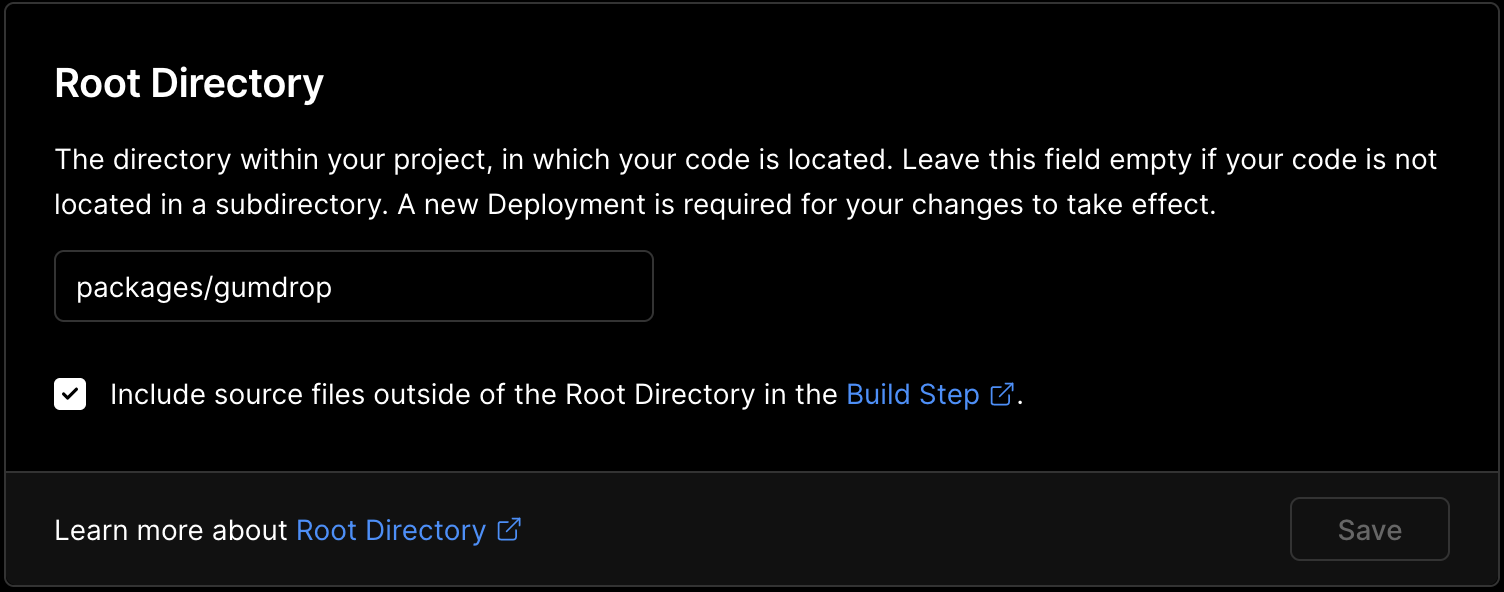 Root Directory
The directory within your project, in which your code is located. Leave this field empty if your code is not
located in a subdirectory. A new Deployment is required for your changes to take effect.
packages/gumdrop
Include source files outside of the Root Directory in the Build Step.
Learn more about Root Directory
Save